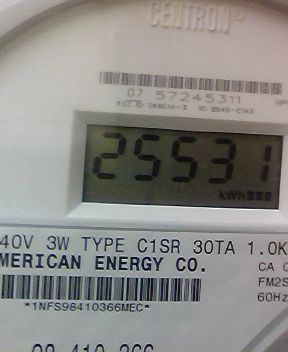 CENTRON
07 57245311
25531
kWh
40V 3W TYPE C1SR 30TA 1.0K
MERICAN ENERGY CO.
CA
FM2S
60Hz
*1NFS98410366MEC*